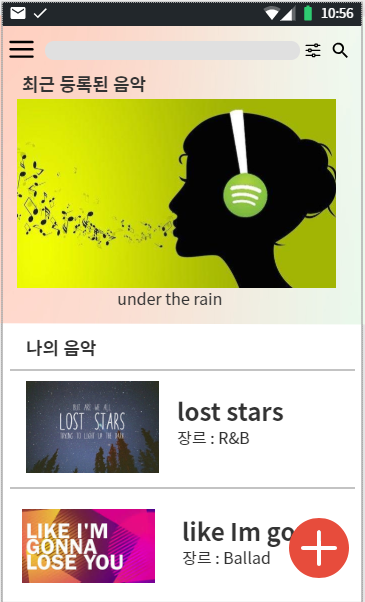 10:56
최근 등록된 음악
under the rain
나의 음악
BUT ARE WE ALL
LOST STARS
TRYING TO LIGHT UP THE DARK
lost stars
장르 : R&B
LIKE I'M
GONNA
LOSE YOU
like Im go
장르 : Ballad